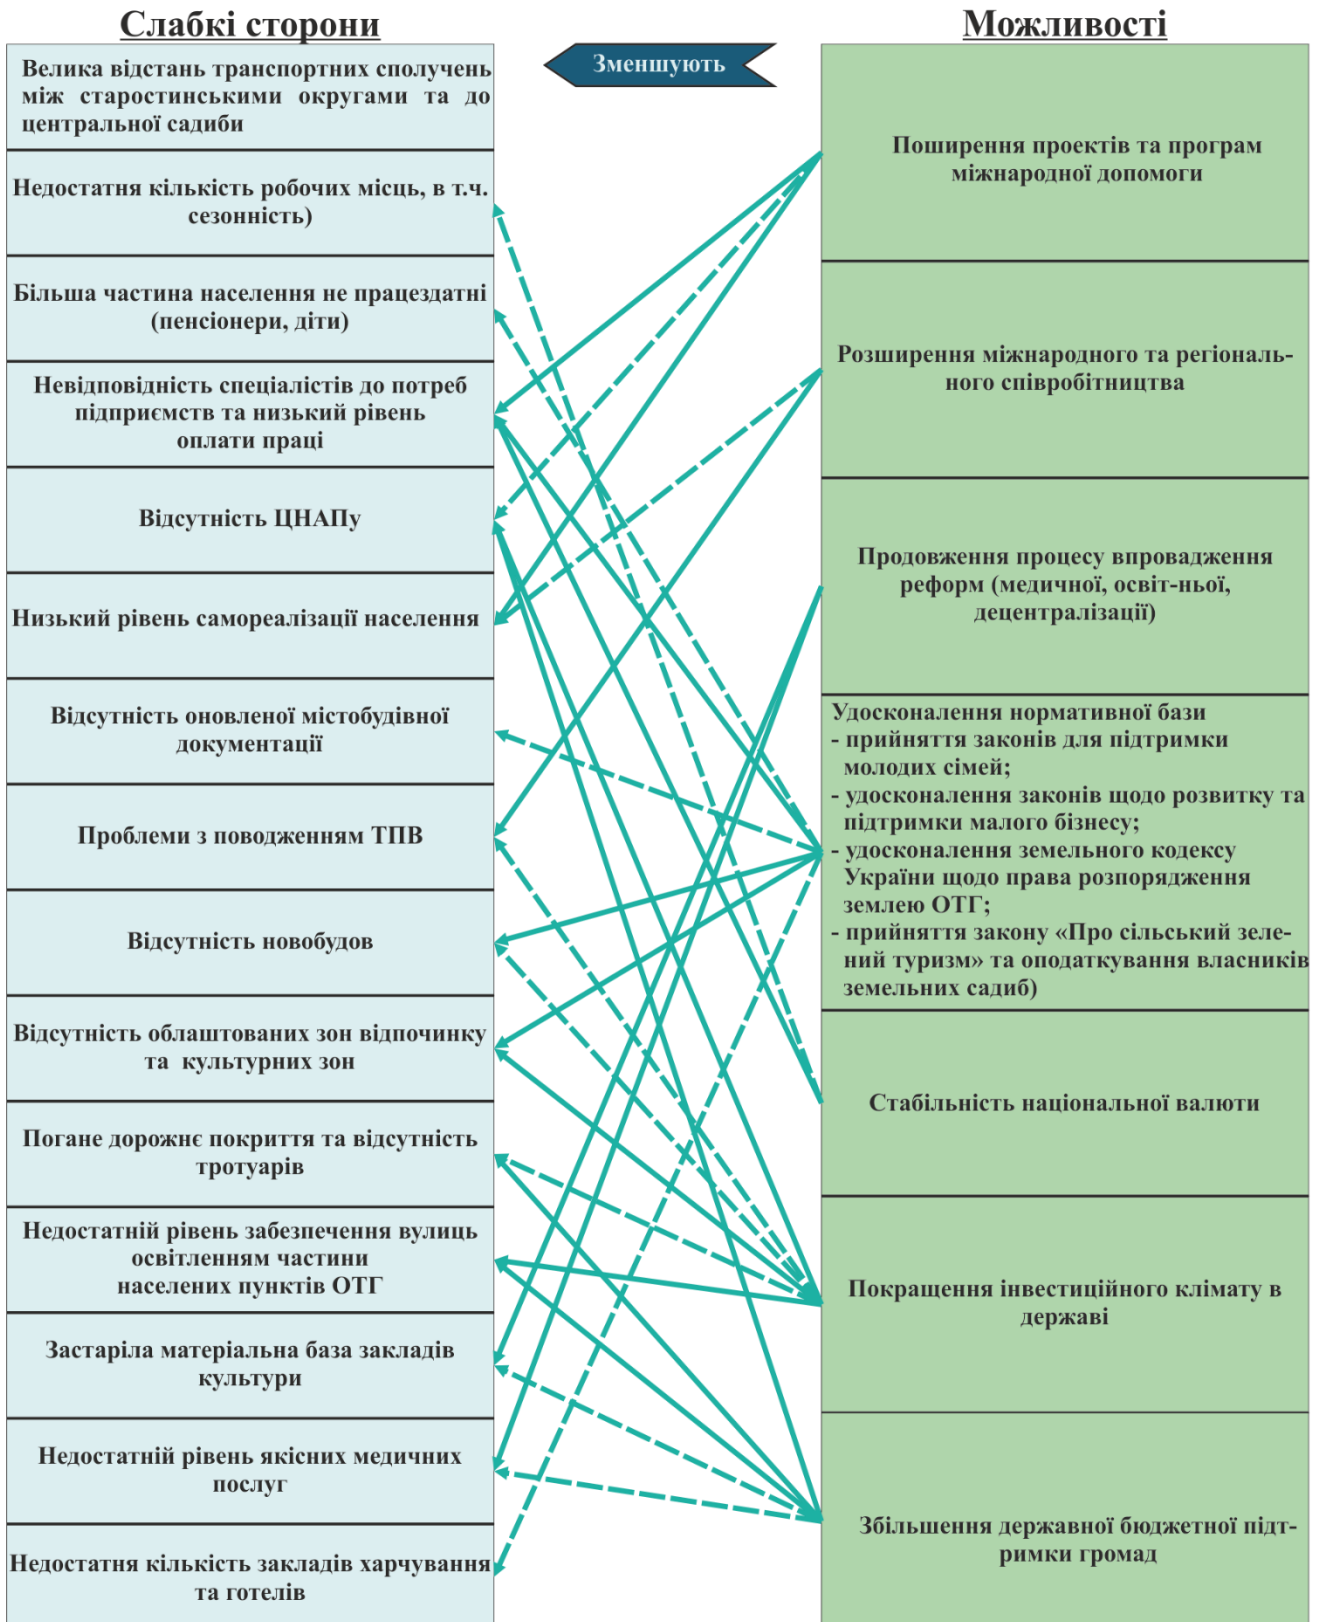 Слабкі сторони
Можливості
Зменшують
Велика відстань транспортних сполучень
між старостинськими округами та до
центральної садиби
Недостатня кількість робочих місць, в т.ч.
сезонність)
Більша частина населення не працездатні
(пенсіонери, діти)
Невідповідність спеціалістів до потреб
підприємств та низький рівень
оплати праці
Відсутність ЦНАПу
Низький рівень самореалізації населення
Відсутність оновленої містобудівної
документації
Проблеми з поводженням ТПВ
Відсутність новобудов
Відсутність облаштованих зон відпочинку
та культурних зон
Погане дорожнє покриття та відсутність
тротуарів
Недостатній рівень забезпечення вулиць
освітленням частини
населених пунктів ОТГ
Застаріла матеріальна база закладів
культури
Недостатній рівень якісних медичних
послуг
Недостатня кількість закладів харчування
та готелів
Поширення проектів та програм
міжнародної допомоги
Розширення міжнародного та регіональ-
ного співробітництва
Продовження процесу впровадження
реформ (медичної, освіт-ньої,
децентралізації)
Удосконалення нормативної бази
- прийняття законів для підтримки
молодих сімей;
- удосконалення законів щодо розвитку та
підтримки малого бізнесу;
- удосконалення земельного кодексу
України щодо права розпорядження
землею ОТГ;
- прийняття закону «Про сільський зеле-
ний туризм» та оподаткування власників
земельних садиб)
Стабільність національної валюти
Покращення інвестиційного клімату в
державі
Збільшення державної бюджетної підт-
римки громад